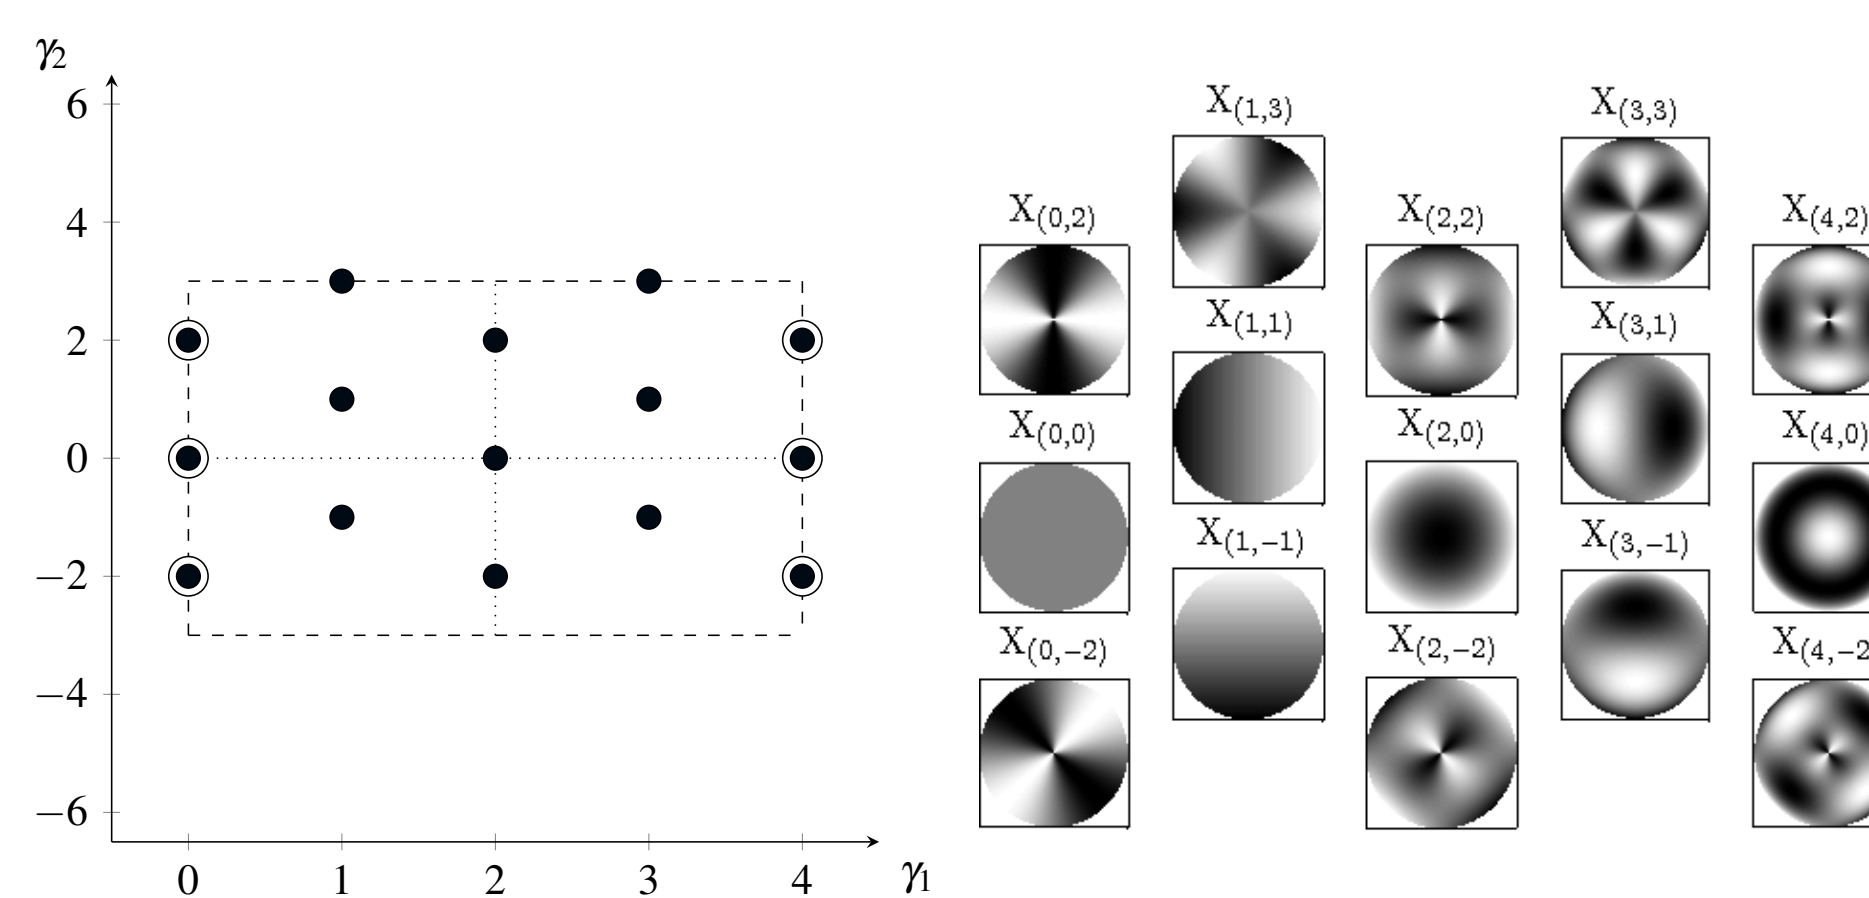 γ2
6
4
2
0
−2
−4
−6
0 1 2 3 4
γ1
X(1,3) X(3,3)
X(0,2) X(2,2) X(4,2)
X(1,1) X(3,1)
X(0,0) X(2,0) X(4,0)
X(1,−1) X(3,−1)
X(0,−2) X(2,−2) X(4,−2